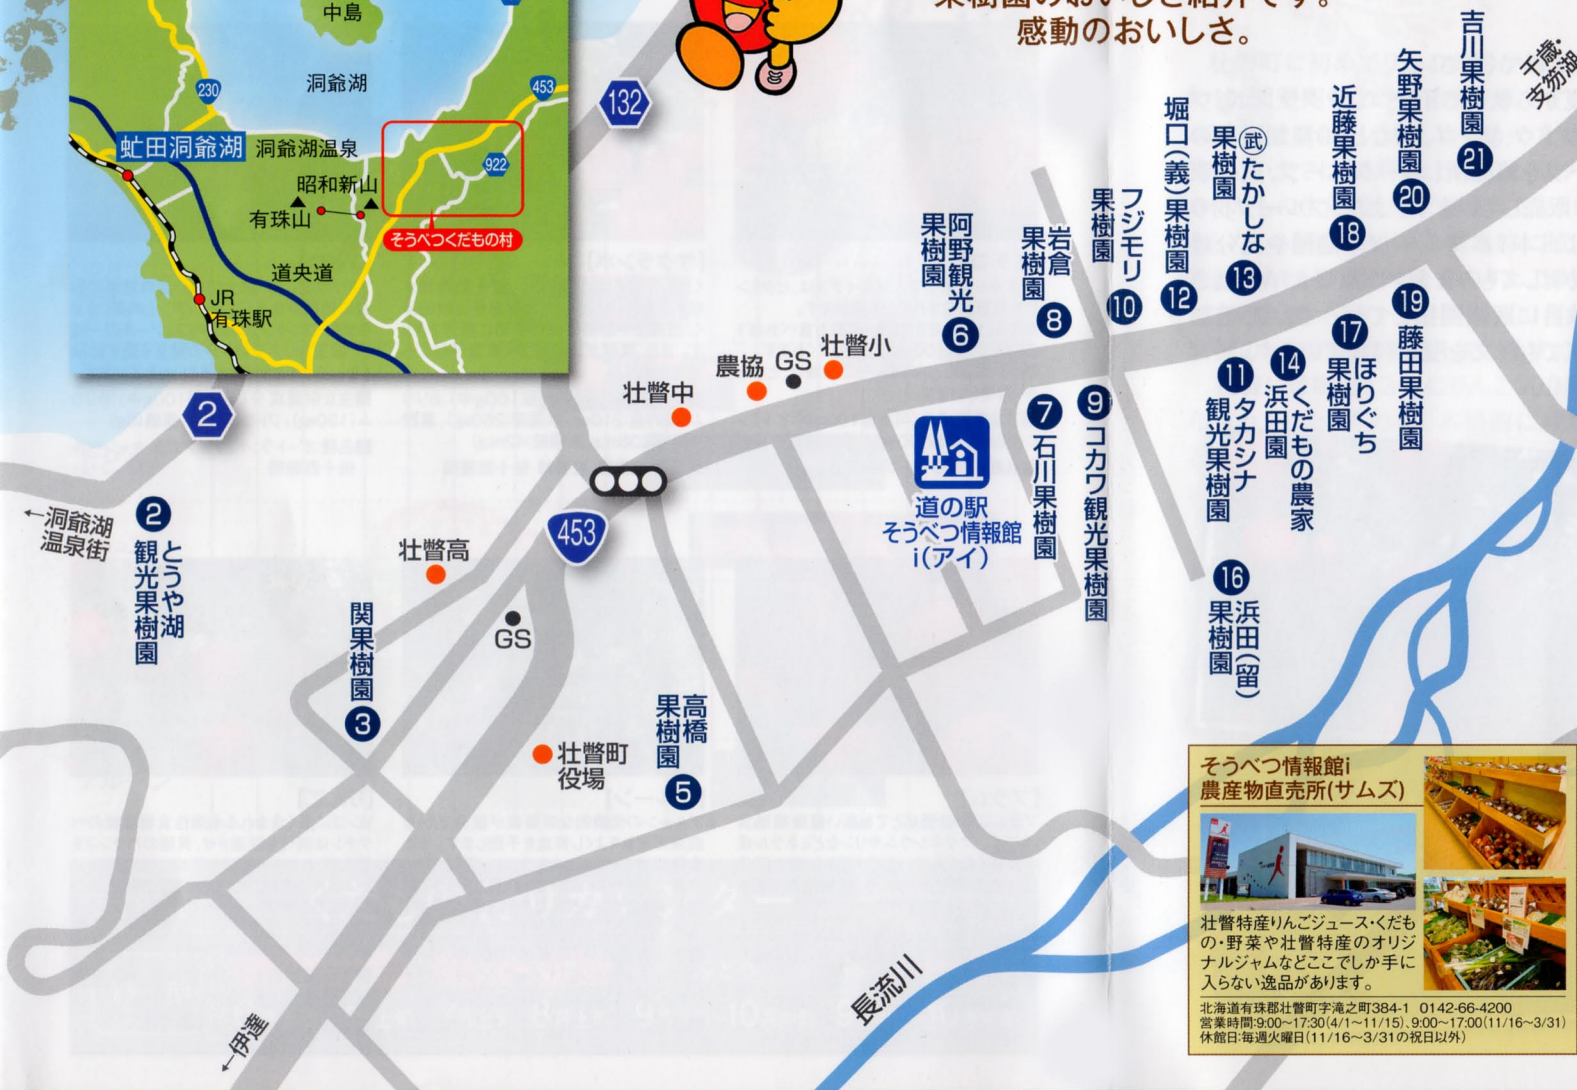 中島
洞爺湖
230
453
虻田洞爺湖
洞爺湖温泉
922
昭和新山
有珠山
そうべつくだもの村
道央道
JR
有珠駅
果樹園のおいしさ紹介です。
感動のおいしさ。
132
千歳・
支笏湖
吉川果樹園
21
矢野果樹園
20
近藤果樹園
18
㊄たかしな
果樹園
13
堀口(義)果樹園
12
フジモリ
果樹園
10
岩倉
果樹園
8
阿野観光
果樹園
6
壮瞥小
GS
農協
壮瞥中
19
藤田果樹園
17
ほりぐち
果樹園
14
くだもの農家
浜田園
11
タカシナ
観光果樹園
9
コカワ観光果樹園
7
石川果樹園
道の駅
そうべつ情報館
i(アイ)
16
浜田(留)
果樹園
2
←洞爺湖
温泉街
2
とうや湖
観光果樹園
453
壮瞥高
GS
関果樹園
3
高橋
果樹園
5
壮瞥町
役場
←伊達
長流川
そうべつ情報館i
農産物直売所(サムズ)
壮瞥特産りんごジュース・くだも
の・野菜や壮瞥特産のオリジ
ナルジャムなどここでしか手に
入らない逸品があります。
北海道有珠郡壮瞥町字滝之町384-1 0142-66-4200
営業時間:9:00～17:30(4/1～11/15)、9:00～17:00(11/16～3/31)
休館日:毎週火曜日(11/16～3/31の祝日以外)